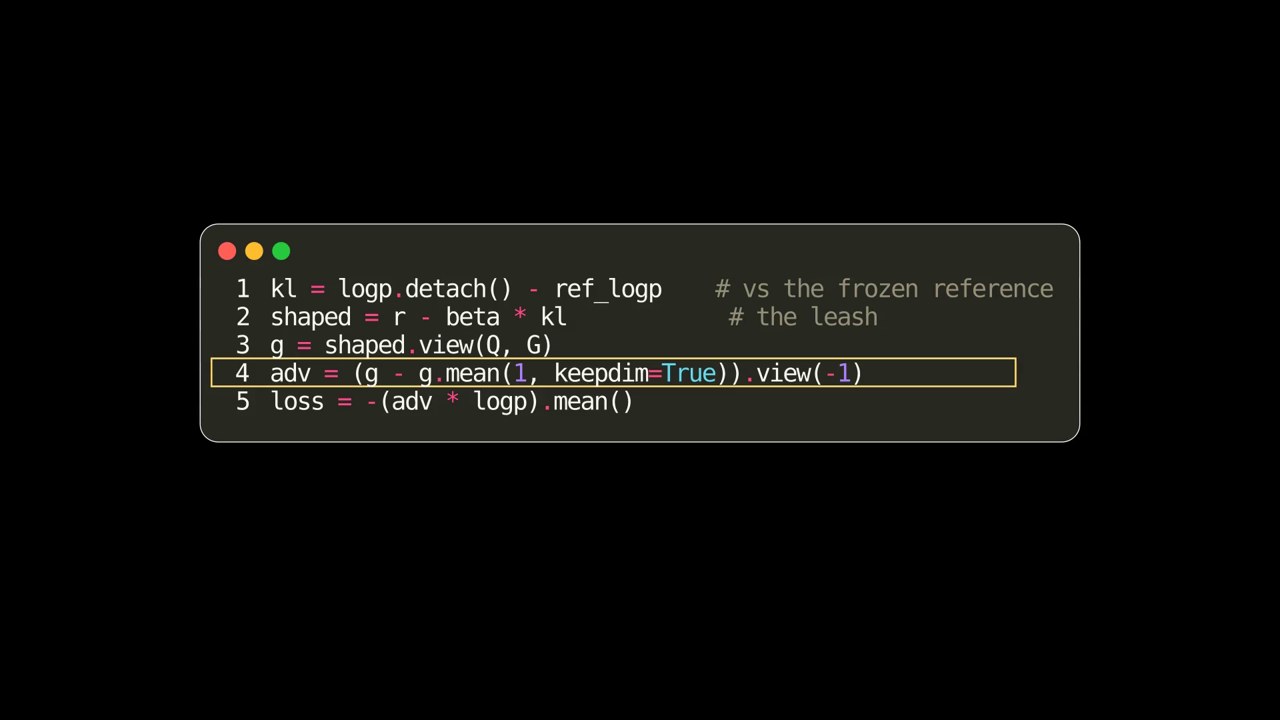 1 kl = logp.detach() - ref_logp    # vs the frozen reference
2 shaped = r - beta * kl            # the leash
3 g = shaped.view(Q, G)
4 adv = (g - g.mean(1, keepdim=True)).view(-1)
5 loss = -(adv * logp).mean()